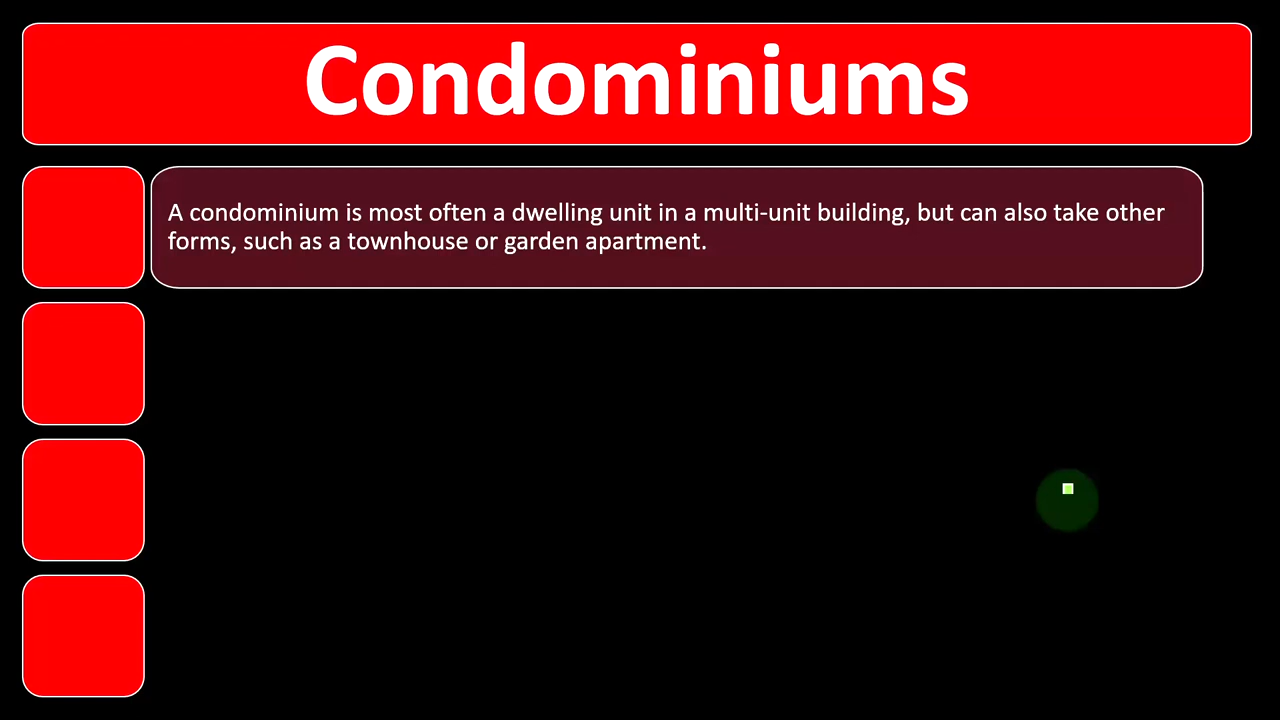 Condominiums
A condominium is most often a dwelling unit in a multi-unit building, but can also take other
forms, such as a townhouse or garden apartment.